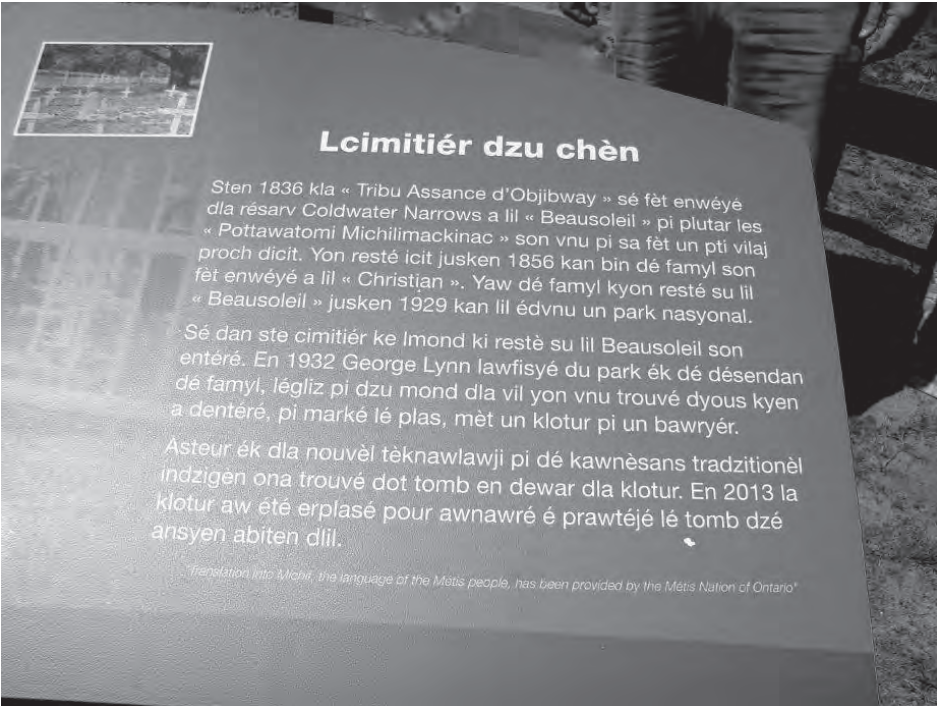 Lcimitiér dzu chèn
Sten 1836 kla « Tribu Assance d'Objibway » sé fèt enwéyé
dla résarv Coldwater Narrows a lil « Beausoleil » pi plutar les
« Pottawatomi Michilimackinac » son vnu pi sa fèt un pti vilaj
proch dicit. Yon resté icit jusken 1856 kan bin dé famyl son
fèt enwéyé a lil « Christian ». Yaw dé famyl kyon resté su lil
« Beausoleil » jusken 1929 kan lil édvnu un park nasyonal.
Sé dan ste cimitiér ke lmond ki restè su lil Beausoleil son
entéré. En 1932 George Lynn lawfisyé du park ék dé désendan
dé famyl, légliz pi dzu mond dla vil yon vnu trouvé dyous kyen
a dentéré, pi marké lé plas, mèt un klotur pi un bawryér.
Asteur ék dla nouvèl tèknawlawji pi dé kawnèsans tradzitionèl
indzigèn ona trouvé dot tomb en dewar dla klotur. En 2013 la
klotur aw été erplasé pour awnawré é prawtéjé lé tomb dzé
ansyen abiten dlil.
"Translation into Michif, the language of the Métis people, has been provided by the Métis Nation of Ontario"